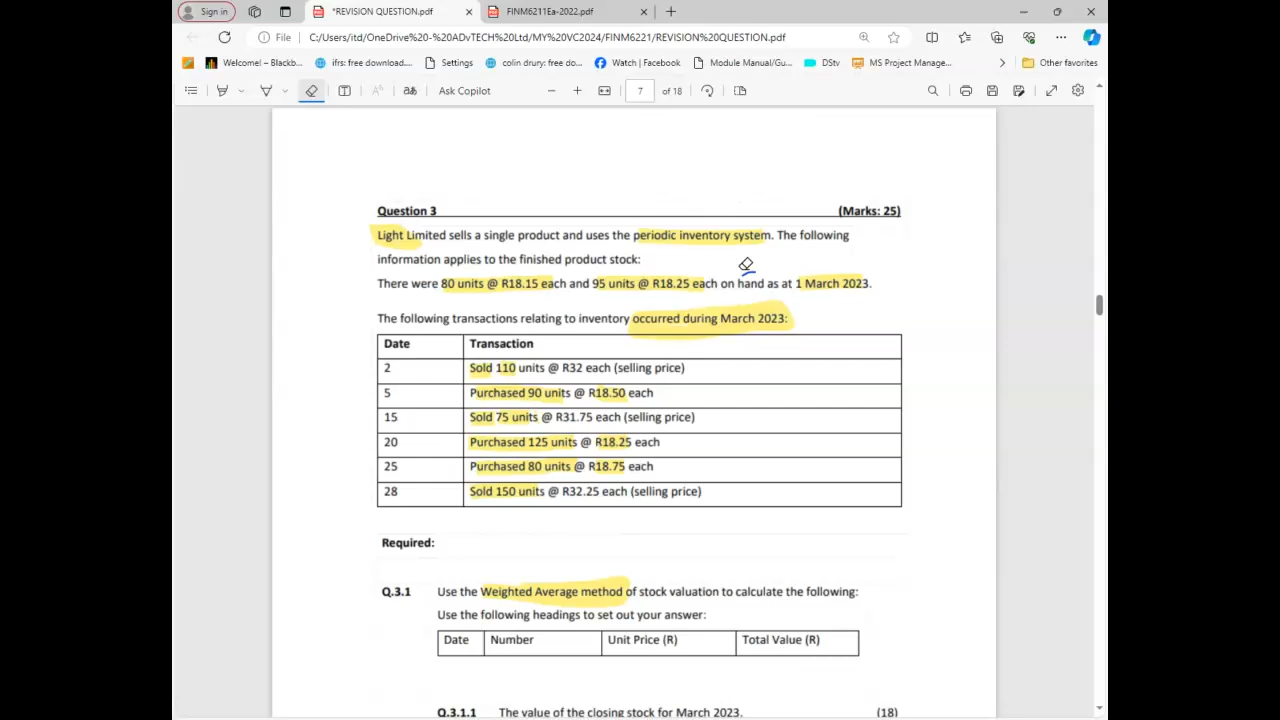 Sign in
*REVISION QUESTION.pdf
FINM6211Ea-2022.pdf
File C:/Users/itd/OneDrive%20-%20ADvTECH%20Ltd/MY%20VC2024/FINM6221/REVISION%20QUESTION.pdf
Welcome! – Blackb...
ifrs: free do...
Settings
colin drury: free do...
Watch | Facebook
Module Manual/Gu...
DStv
MS Project Manage...
Other favorites
Ask Copilot
7 of 18
Question 3 (Marks: 25)
Light Limited sells a single product and uses the periodic inventory system. The following
information applies to the finished product stock:
There were 80 units @ R18.15 each and 95 units @ R18.25 each on hand as at 1 March 2023.
The following transactions relating to inventory occurred during March 2023:
Date Transaction
2 Sold 110 units @ R32 each (selling price)
5 Purchased 90 units @ R18.50 each
15 Sold 75 units @ R31.75 each (selling price)
20 Purchased 125 units @ R18.25 each
25 Purchased 80 units @ R18.75 each
28 Sold 150 units @ R32.25 each (selling price)
Required:
Q.3.1 Use the Weighted Average method of stock valuation to calculate the following:
Use the following headings to set out your answer:
Date Number Unit Price (R) Total Value (R)
Q.3.1.1 The value of the closing stock for March 2023. (18)